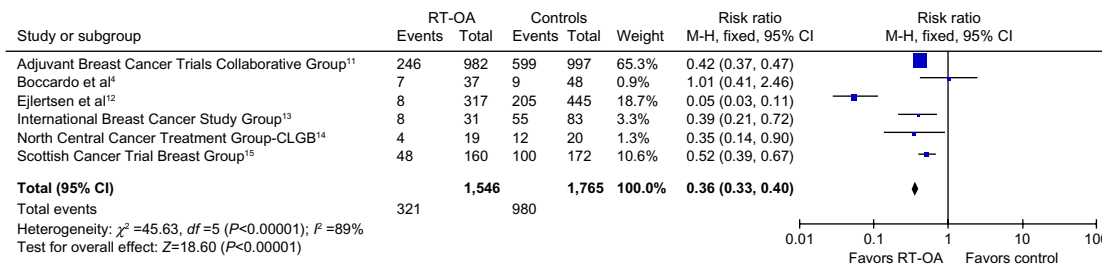 RT-OA Controls Risk ratio Risk ratio
Study or subgroup Events Total Events Total Weight M-H, fixed, 95% CI M-H, fixed, 95% CI
Adjuvant Breast Cancer Trials Collaborative Group¹¹ 246 982 599 997 65.3% 0.42 (0.37, 0.47)
Boccardo et al⁴ 7 37 9 48 0.9% 1.01 (0.41, 2.46)
Ejlertsen et al¹² 8 317 205 445 18.7% 0.05 (0.03, 0.11)
International Breast Cancer Study Group¹³ 8 31 55 83 3.3% 0.39 (0.21, 0.72)
North Central Cancer Treatment Group-CLGB¹⁴ 4 19 12 20 1.3% 0.35 (0.14, 0.90)
Scottish Cancer Trial Breast Group¹⁵ 48 160 100 172 10.6% 0.52 (0.39, 0.67)
Total (95% CI) 1,546 1,765 100.0% 0.36 (0.33, 0.40)
Total events 321 980
Heterogeneity: χ² =45.63, df =5 (P<0.00001); I² =89%
Test for overall effect: Z=18.60 (P<0.00001)
0.01 0.1 1 10 100
Favors RT-OA Favors control